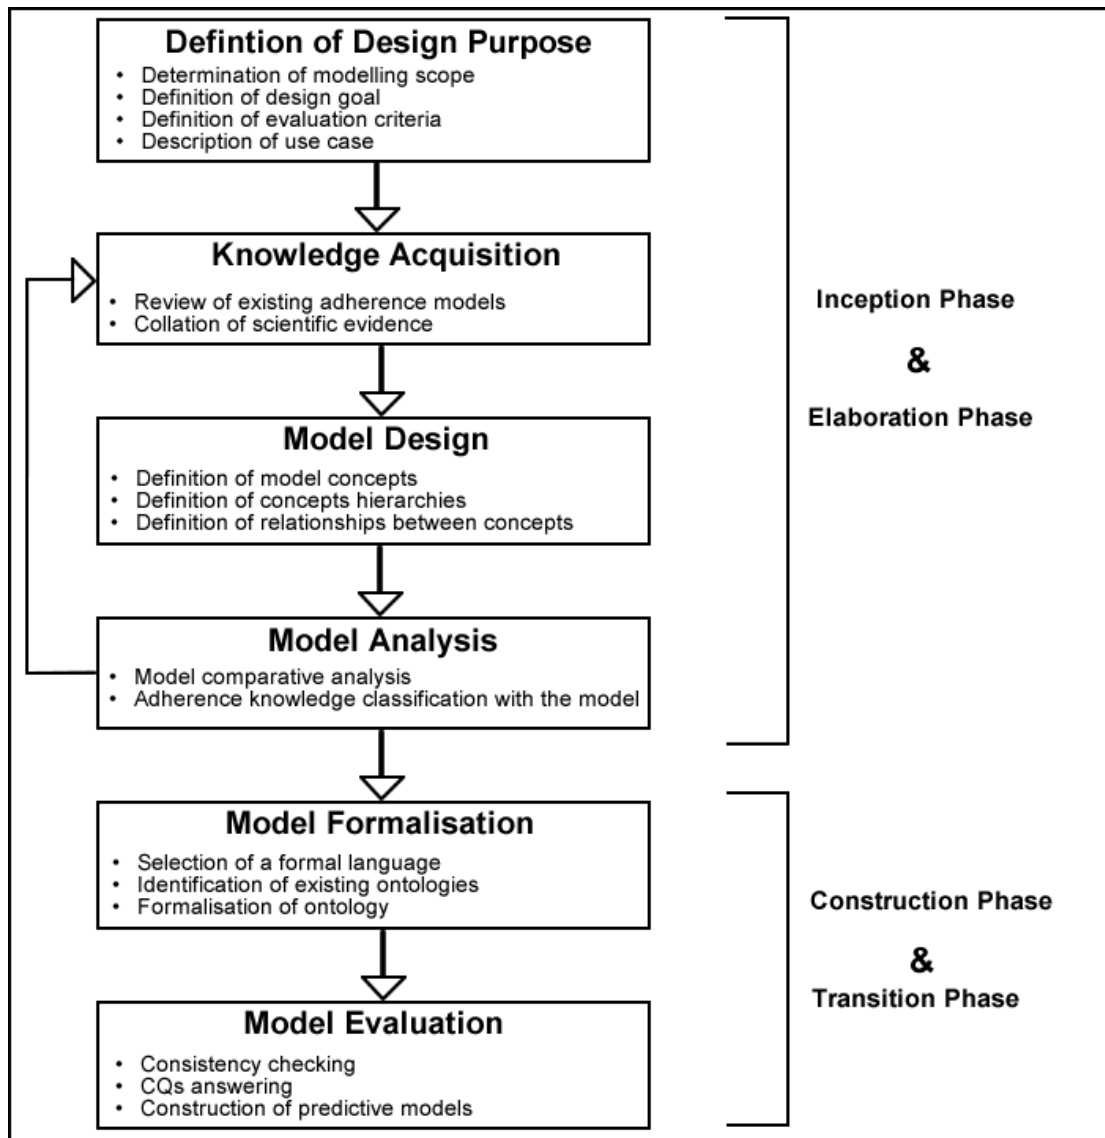 Defintion of Design Purpose
• Determination of modelling scope
• Definition of design goal
• Definition of evaluation criteria
• Description of use case
Knowledge Acquisition
• Review of existing adherence models
• Collation of scientific evidence
Model Design
• Definition of model concepts
• Definition of concepts hierarchies
• Definition of relationships between concepts
Model Analysis
• Model comparative analysis
• Adherence knowledge classification with the model
Inception Phase
&
Elaboration Phase
Model Formalisation
• Selection of a formal language
• Identification of existing ontologies
• Formalisation of ontology
Model Evaluation
• Consistency checking
• CQs answering
• Construction of predictive models
Construction Phase
&
Transition Phase